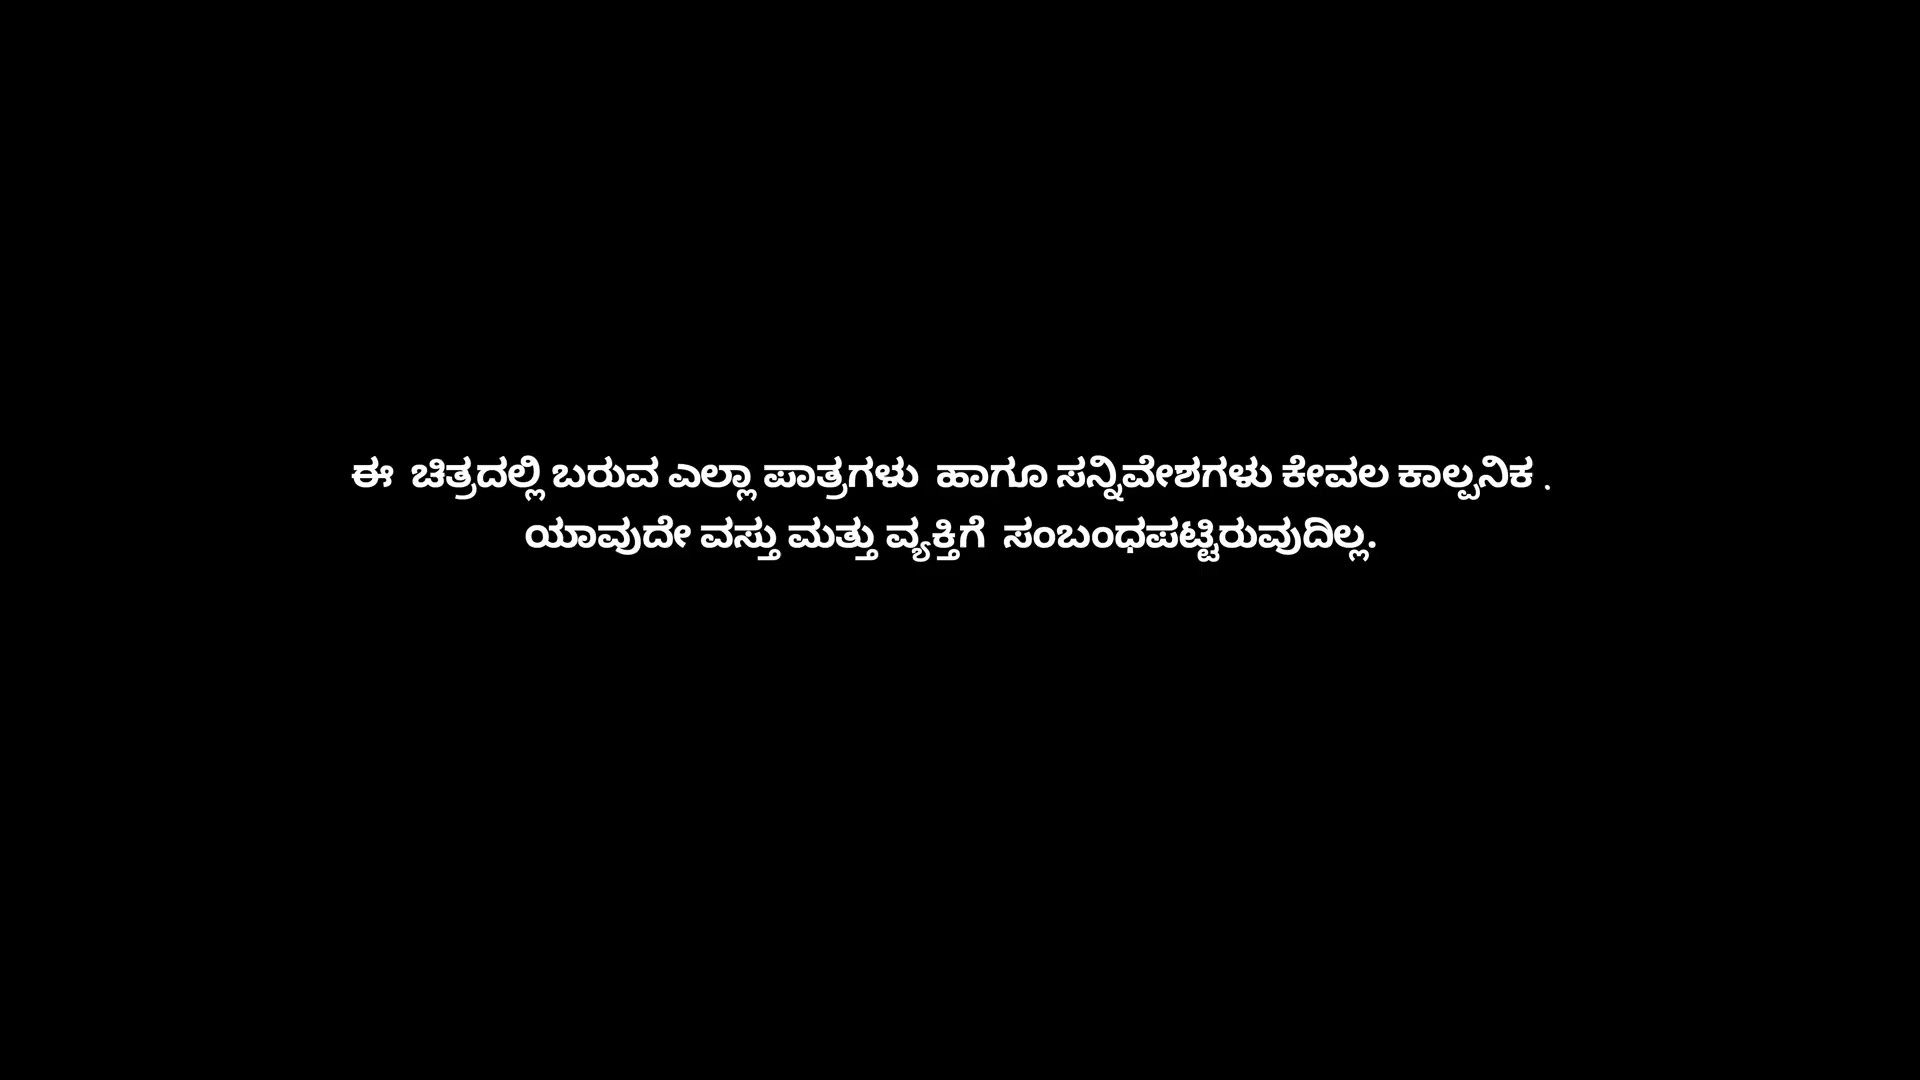 ಈ ಚಿತ್ರದಲ್ಲಿ ಬರುವ ಎಲ್ಲಾ ಪಾತ್ರಗಳು ಹಾಗೂ ಸನ್ನಿವೇಶಗಳು ಕೇವಲ ಕಾಲ್ಪನಿಕ .
ಯಾವುದೇ ವಸ್ತು ಮತ್ತು ವ್ಯಕ್ತಿಗೆ ಸಂಬಂಧಪಟ್ಟಿರುವುದಿಲ್ಲ.